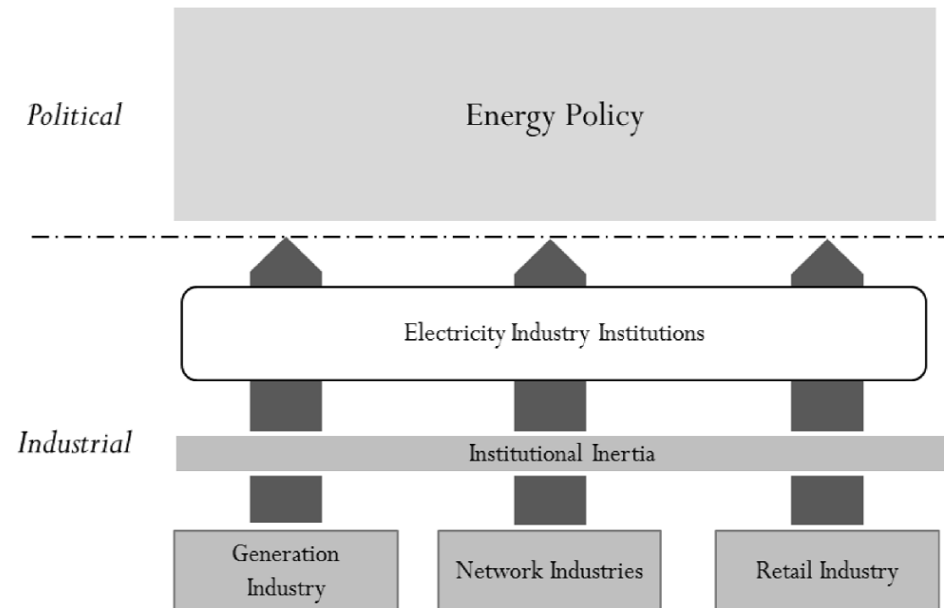 Political
Energy Policy
Electricity Industry Institutions
Industrial
Institutional Inertia
Generation
Industry
Network Industries
Retail Industry